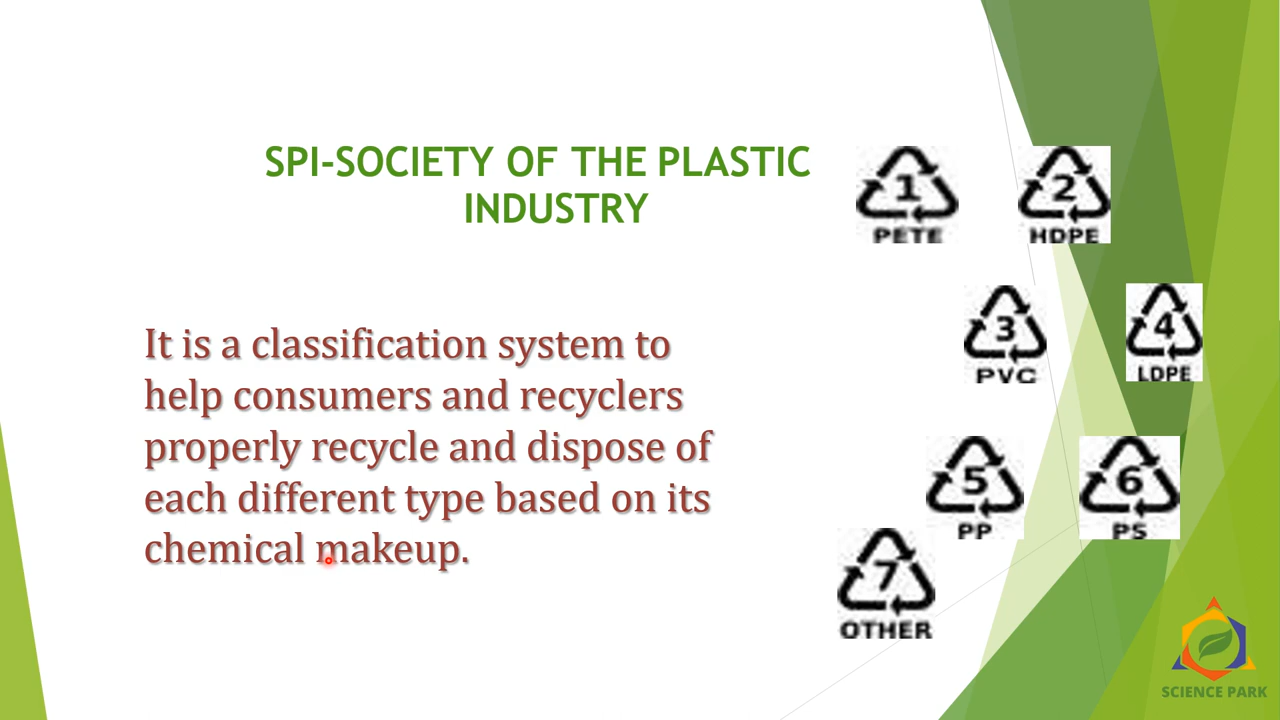 SPI-SOCIETY OF THE PLASTIC
INDUSTRY
1
PETE
2
HDPE
It is a classification system to
help consumers and recyclers
properly recycle and dispose of
each different type based on its
chemical makeup.
3
PVC
4
LDPE
5
PP
6
PS
7
OTHER
SCIENCE PARK